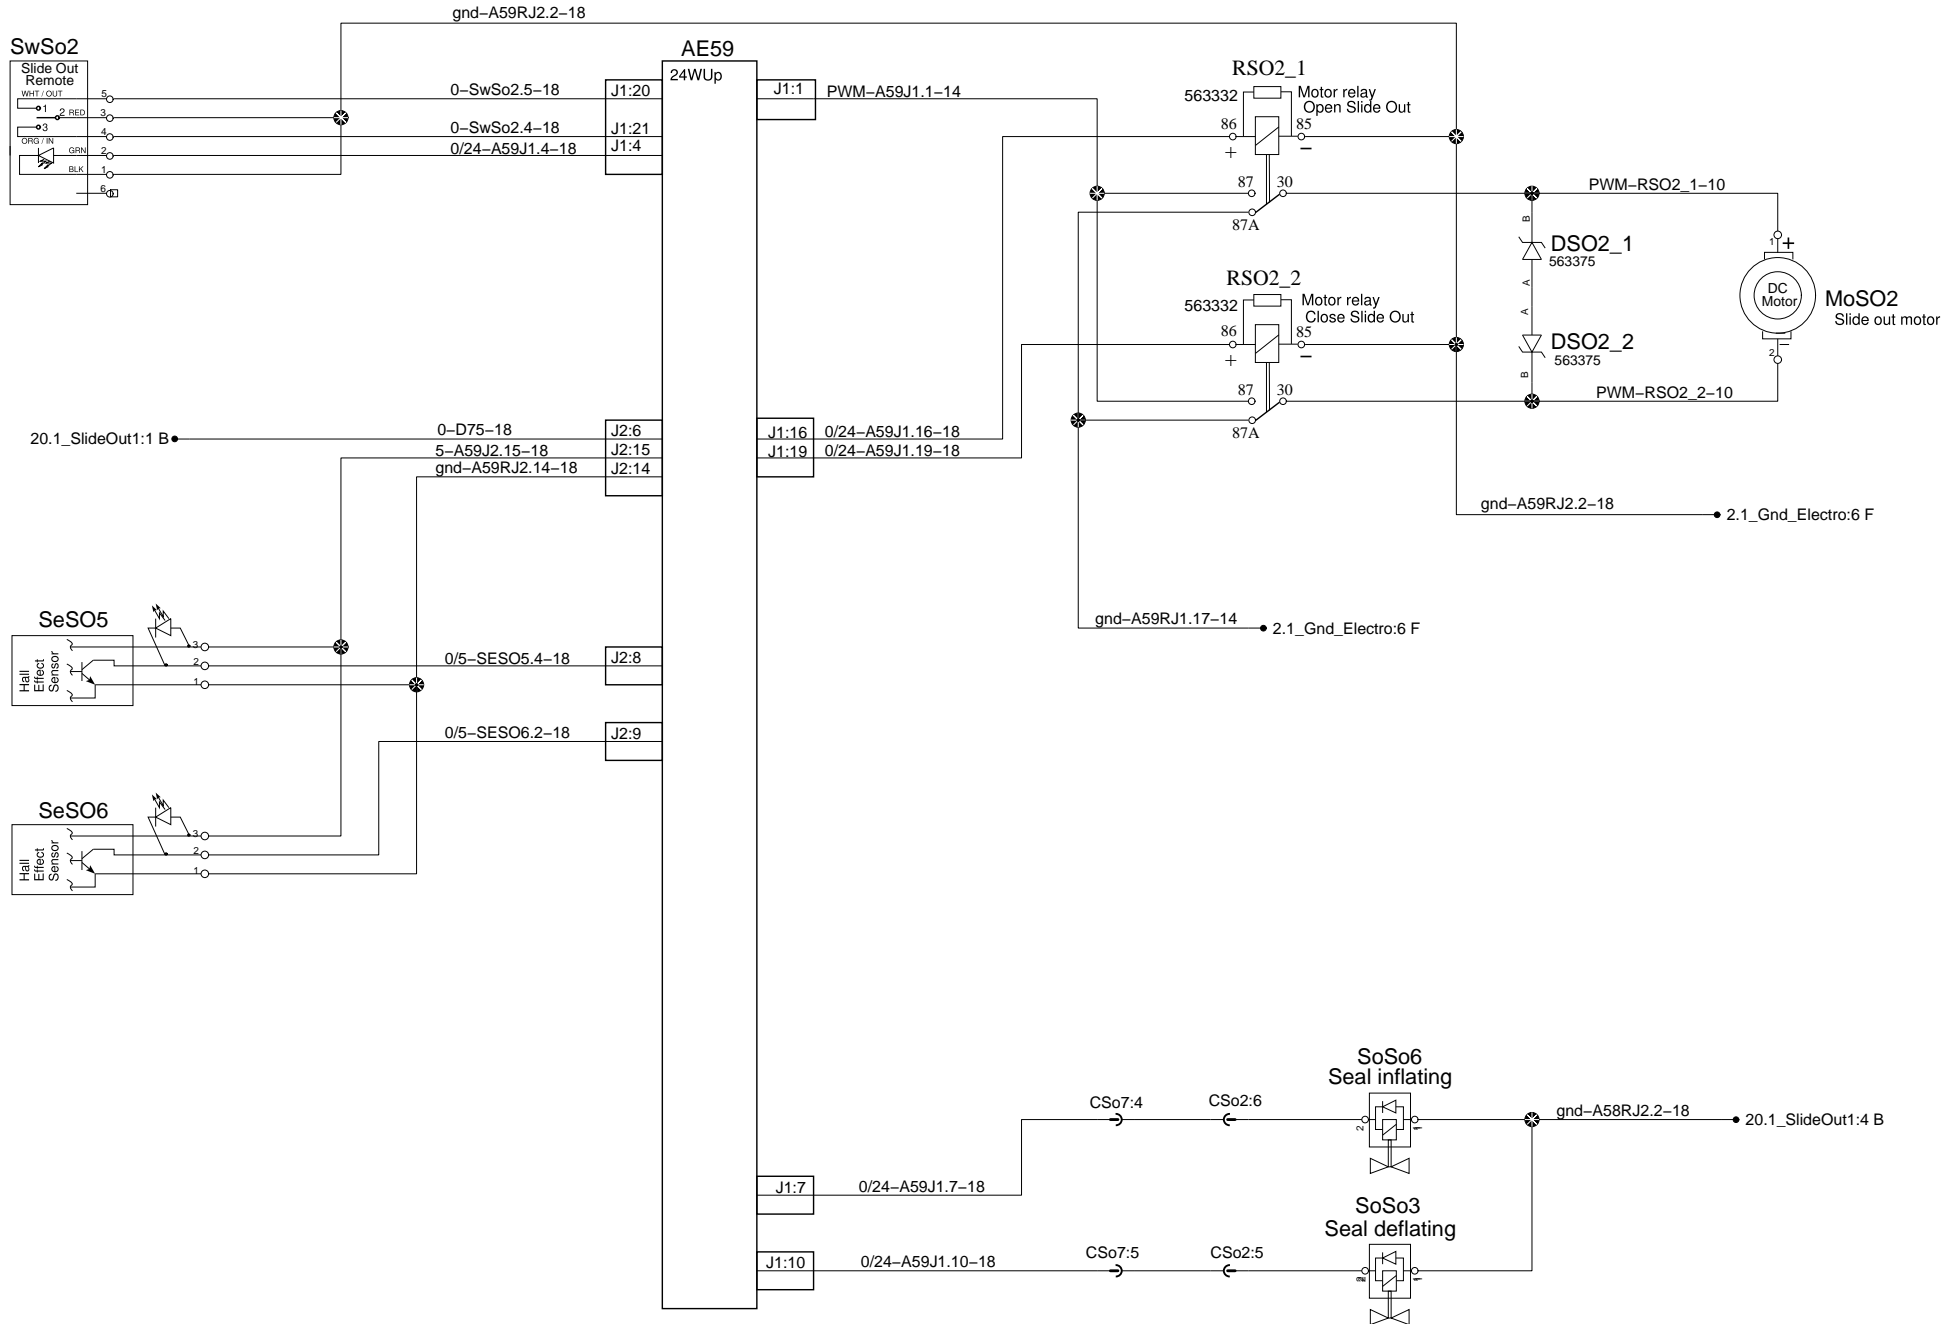 gnd–A59RJ2.2–18
SwSo2
Slide Out
Remote
WHT / OUT
1
2
RED
3
ORG / IN
GRN
BLK
5
3
4
2
1
6
0–SwSo2.5–18
0–SwSo2.4–18
0/24–A59J1.4–18
J1:20
J1:21
J1:4
AE59
24WUp
J1:1
PWM–A59J1.1–14
RSO2_1
563332
Motor relay
Open Slide Out
86
85
+
–
87
30
87A
PWM–RSO2_1–10
B
DSO2_1
563375
A
A
DSO2_2
563375
B
1
+
DC
Motor
MoSO2
Slide out motor
2
–
PWM–RSO2_2–10
RSO2_2
563332
Motor relay
Close Slide Out
86
85
+
–
87
30
87A
20.1_SlideOut1:1 B
0–D75–18
5–A59J2.15–18
gnd–A59RJ2.14–18
J2:6
J2:15
J2:14
J1:16
J1:19
0/24–A59J1.16–18
0/24–A59J1.19–18
gnd–A59RJ2.2–18
2.1_Gnd_Electro:6 F
gnd–A59RJ1.17–14
2.1_Gnd_Electro:6 F
SeSO5
Hall
Effect
Sensor
3
2
1
0/5–SESO5.4–18
J2:8
0/5–SESO6.2–18
J2:9
SeSO6
Hall
Effect
Sensor
3
2
1
SoSo6
Seal inflating
CSo7:4
CSo2:6
2
1
gnd–A58RJ2.2–18
20.1_SlideOut1:4 B
J1:7
0/24–A59J1.7–18
SoSo3
Seal deflating
J1:10
0/24–A59J1.10–18
CSo7:5
CSo2:5
1